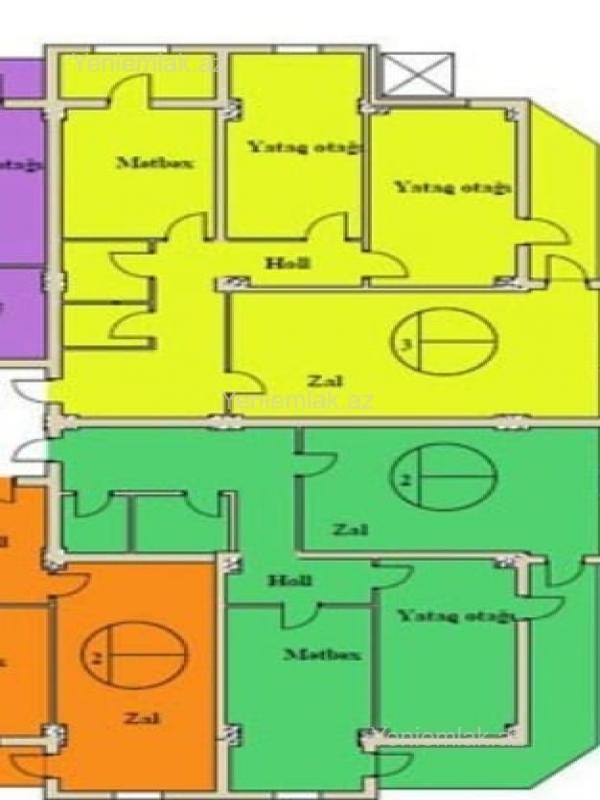 Yeniemlak.az
Mətbəx
Yataq otağı
Yataq otağı
otağı
Holl
3
Zal
Yeniemlak.az
2
Zal
Holl
Yataq otağı
Mətbəx
2
Zal
Yeniemlak.az